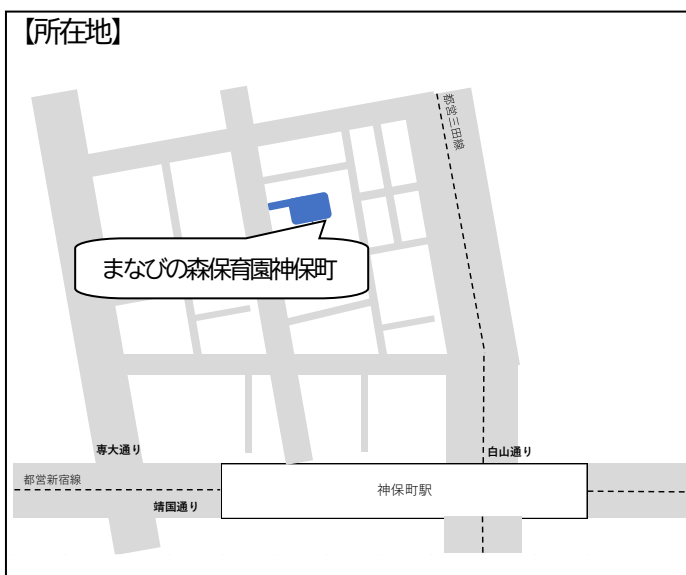 【所在地】
都営三田線
まなびの森保育園神保町
専大通り
白山通り
都営新宿線
神保町駅
靖国通り